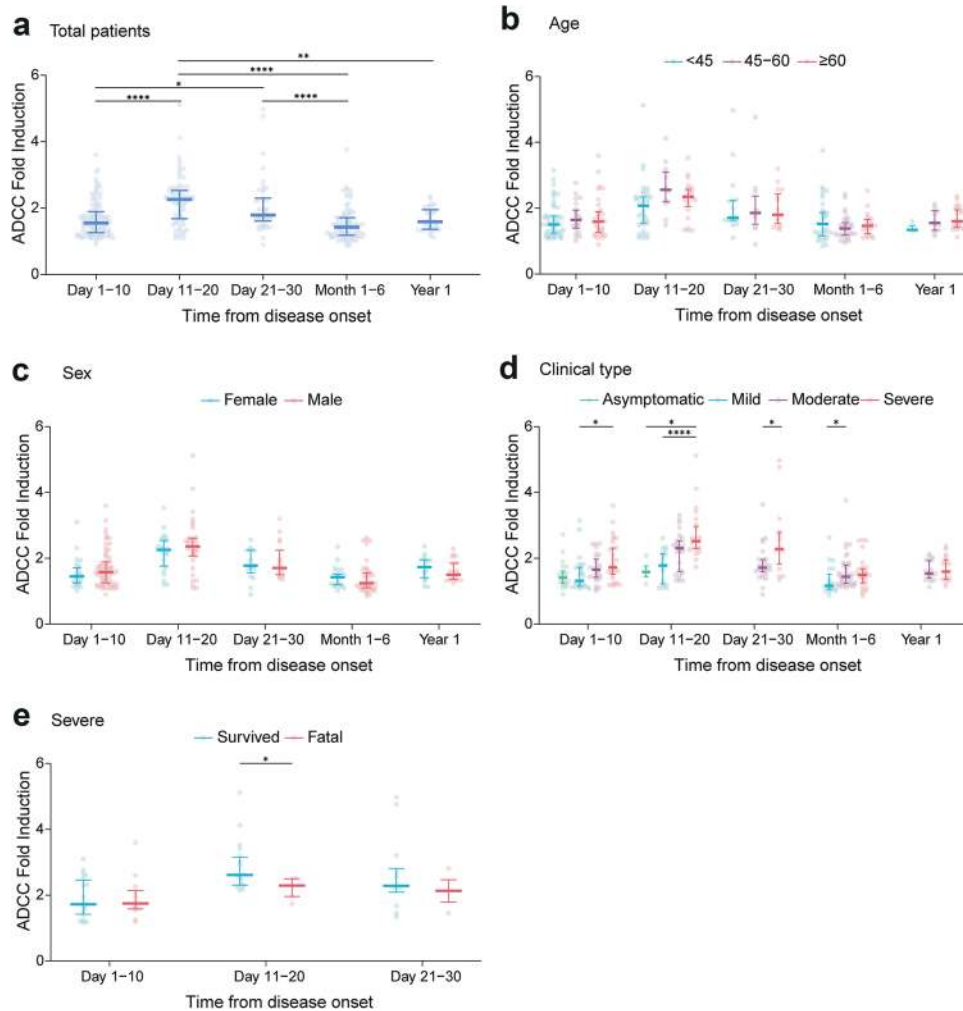 a Total patients
**
****
*
****
****
6
4
2
0
ADCC Fold Induction
Day 1−10 Day 11−20 Day 21−30 Month 1−6 Year 1
Time from disease onset
b Age
<45 45−60 ≥60
6
4
2
0
ADCC Fold Induction
Day 1−10 Day 11−20 Day 21−30 Month 1−6 Year 1
Time from disease onset
c Sex
Female Male
6
4
2
0
ADCC Fold Induction
Day 1−10 Day 11−20 Day 21−30 Month 1−6 Year 1
Time from disease onset
d Clinical type
Asymptomatic Mild Moderate Severe
* * * *
****
6
4
2
0
ADCC Fold Induction
Day 1−10 Day 11−20 Day 21−30 Month 1−6 Year 1
Time from disease onset
e Severe
Survived Fatal
*
6
4
2
0
ADCC Fold Induction
Day 1−10 Day 11−20 Day 21−30
Time from disease onset